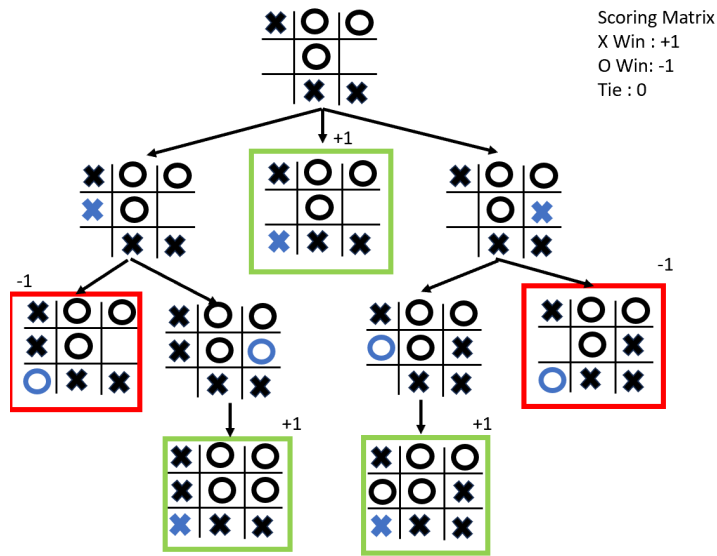 Scoring Matrix
X Win : +1
O Win: -1
Tie : 0
X O O
O
X X
+1
X O O
X O
X X
X O O
O
X X X
X O O
O X
X X
-1
-1
X O O
X O
O X X
X O O
X O O
X X
X O O
O O X
X X
X O O
O X
O X X
+1
+1
X O O
X O O
X X X
X O O
O O X
X X X